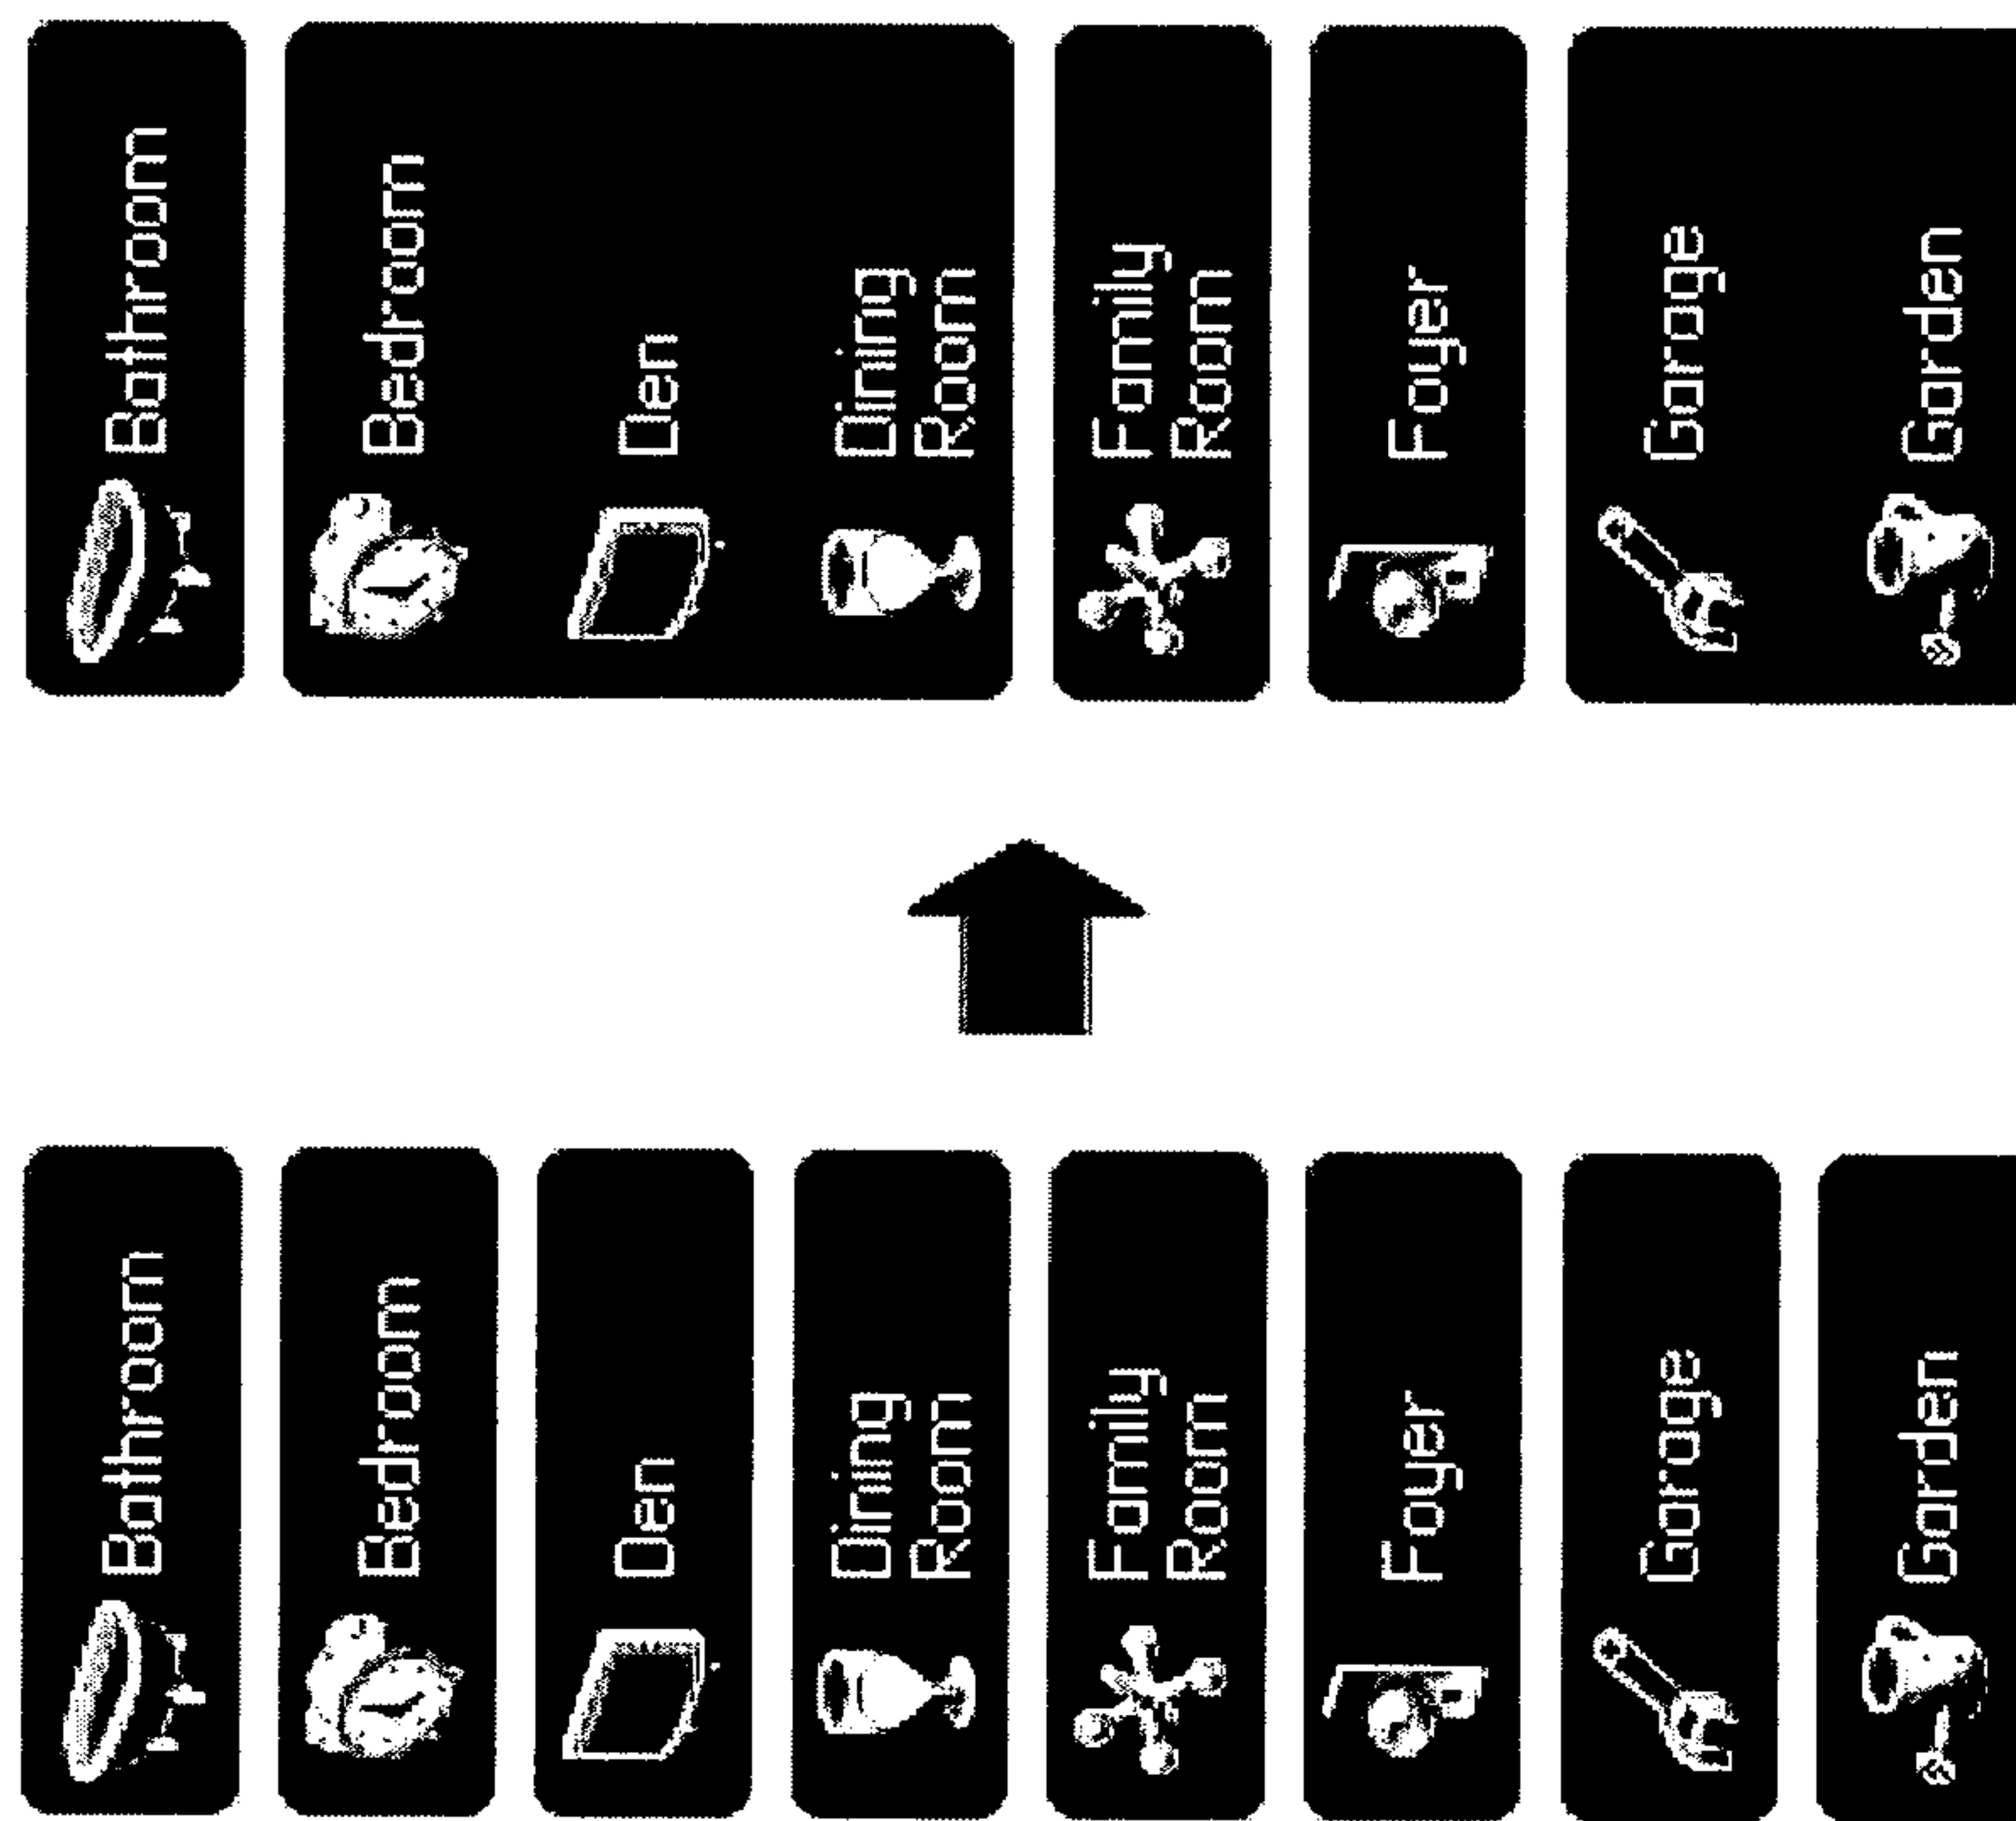 Bathroom
Bedroom
Den
Dining
Room
Family
Room
Foyer
Garage
Garden
Bathroom
Bedroom
Den
Dining
Room
Family
Room
Foyer
Garage
Garden